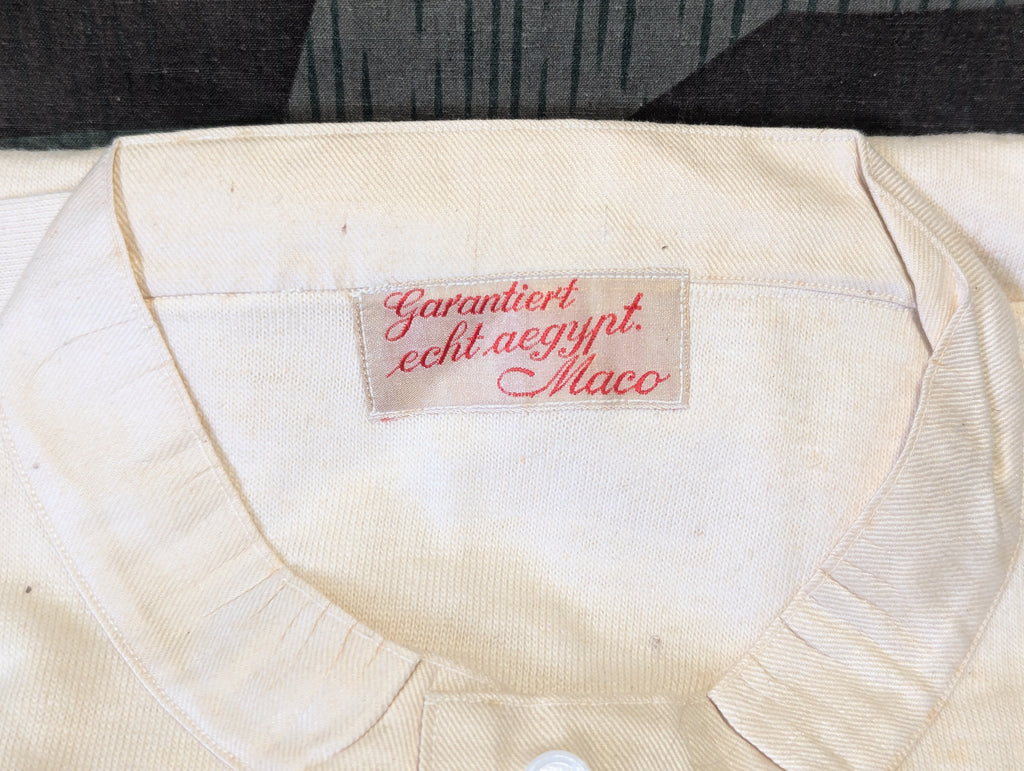 Garantiert
echt aegypt.
Maco